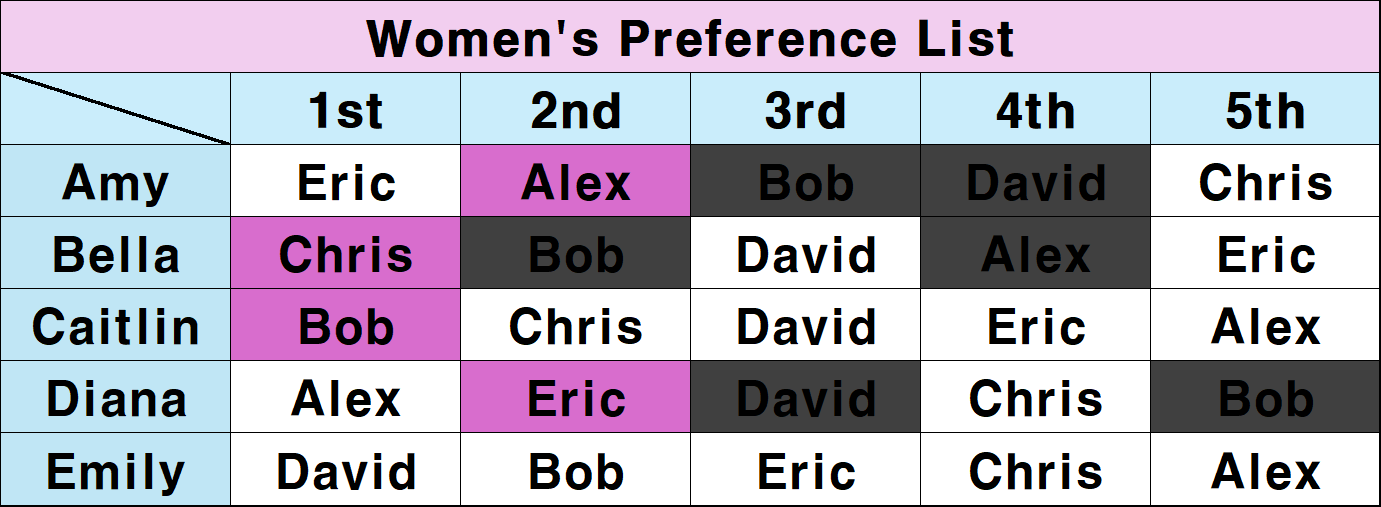 Women's Preference List
1st 2nd 3rd 4th 5th
Amy Eric Alex Bob David Chris
Bella Chris Bob David Alex Eric
Caitlin Bob Chris David Eric Alex
Diana Alex Eric David Chris Bob
Emily David Bob Eric Chris Alex